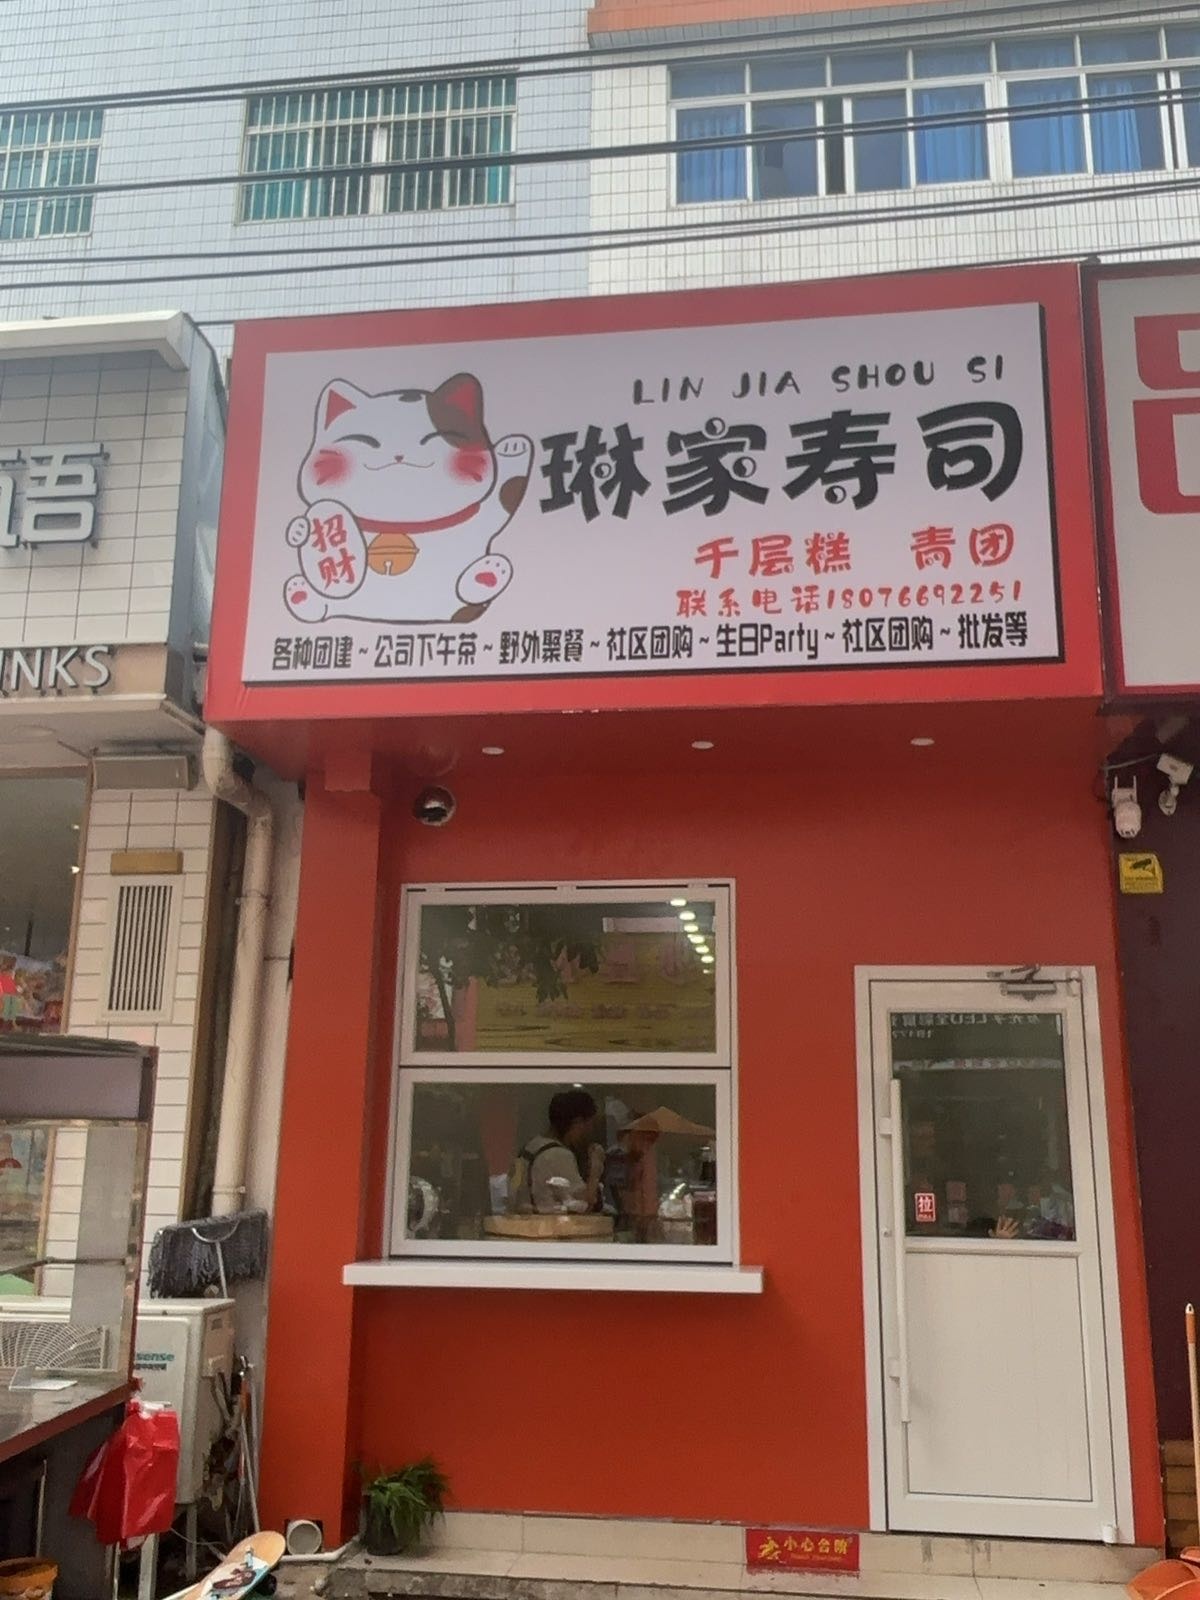 LIN JIA SHOU SI
琳家寿司
招财
千层糕 青团
联系电话18076692251
各种团建~公司下午茶~野外聚餐~社区团购~生日Party~社区团购~批发等
语
INKS
拉
小心台阶